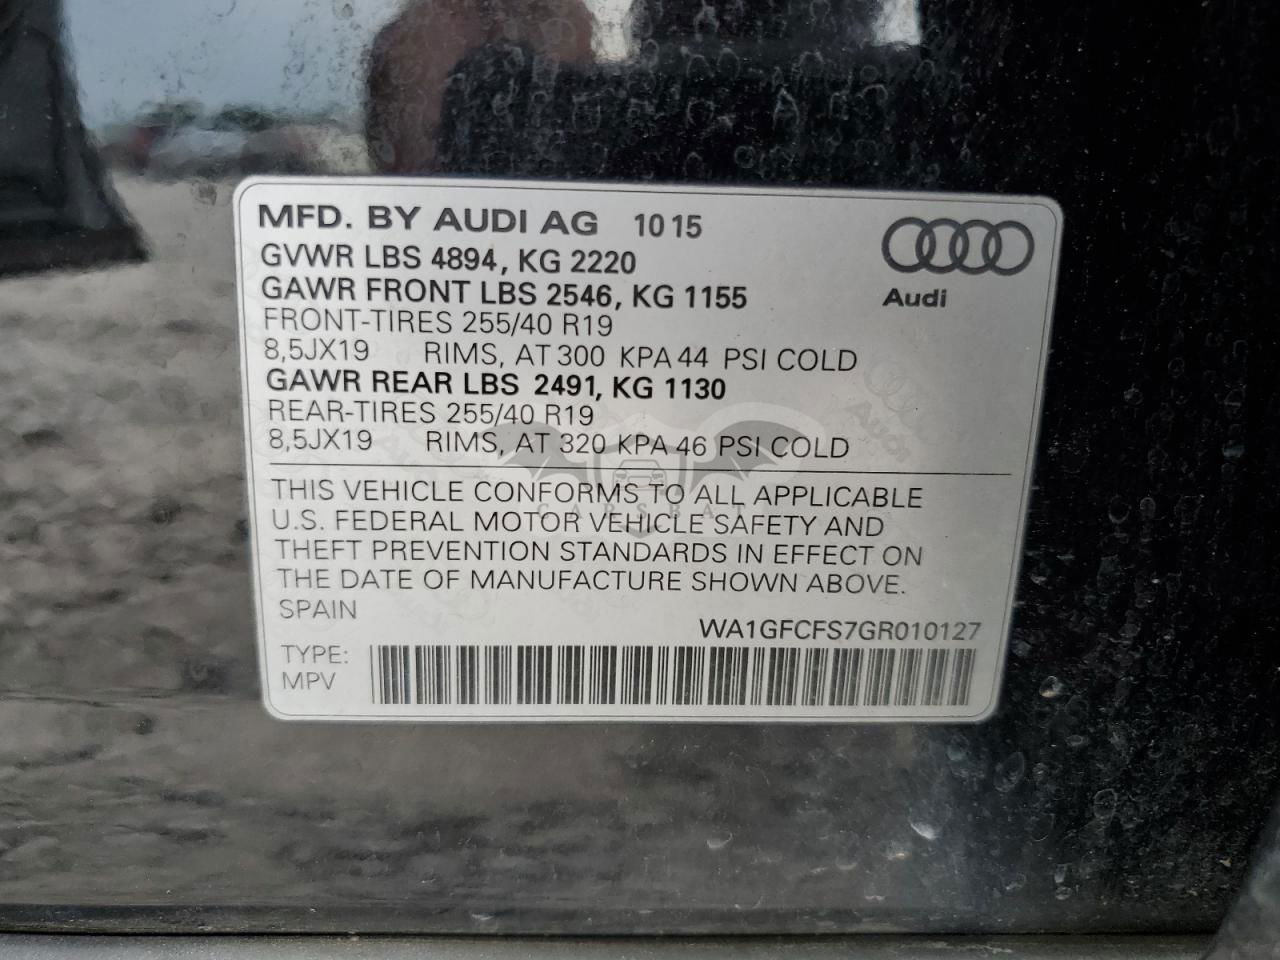 MFD. BY AUDI AG 10 15
GVWR LBS 4894, KG 2220
GAWR FRONT LBS 2546, KG 1155
FRONT-TIRES 255/40 R19
8,5JX19 RIMS, AT 300 KPA 44 PSI COLD
GAWR REAR LBS 2491, KG 1130
REAR-TIRES 255/40 R19
8,5JX19 RIMS, AT 320 KPA 46 PSI COLD
Audi
THIS VEHICLE CONFORMS TO ALL APPLICABLE
U.S. FEDERAL MOTOR VEHICLE SAFETY AND
THEFT PREVENTION STANDARDS IN EFFECT ON
THE DATE OF MANUFACTURE SHOWN ABOVE.
SPAIN
WA1GFCFS7GR010127
TYPE:
MPV